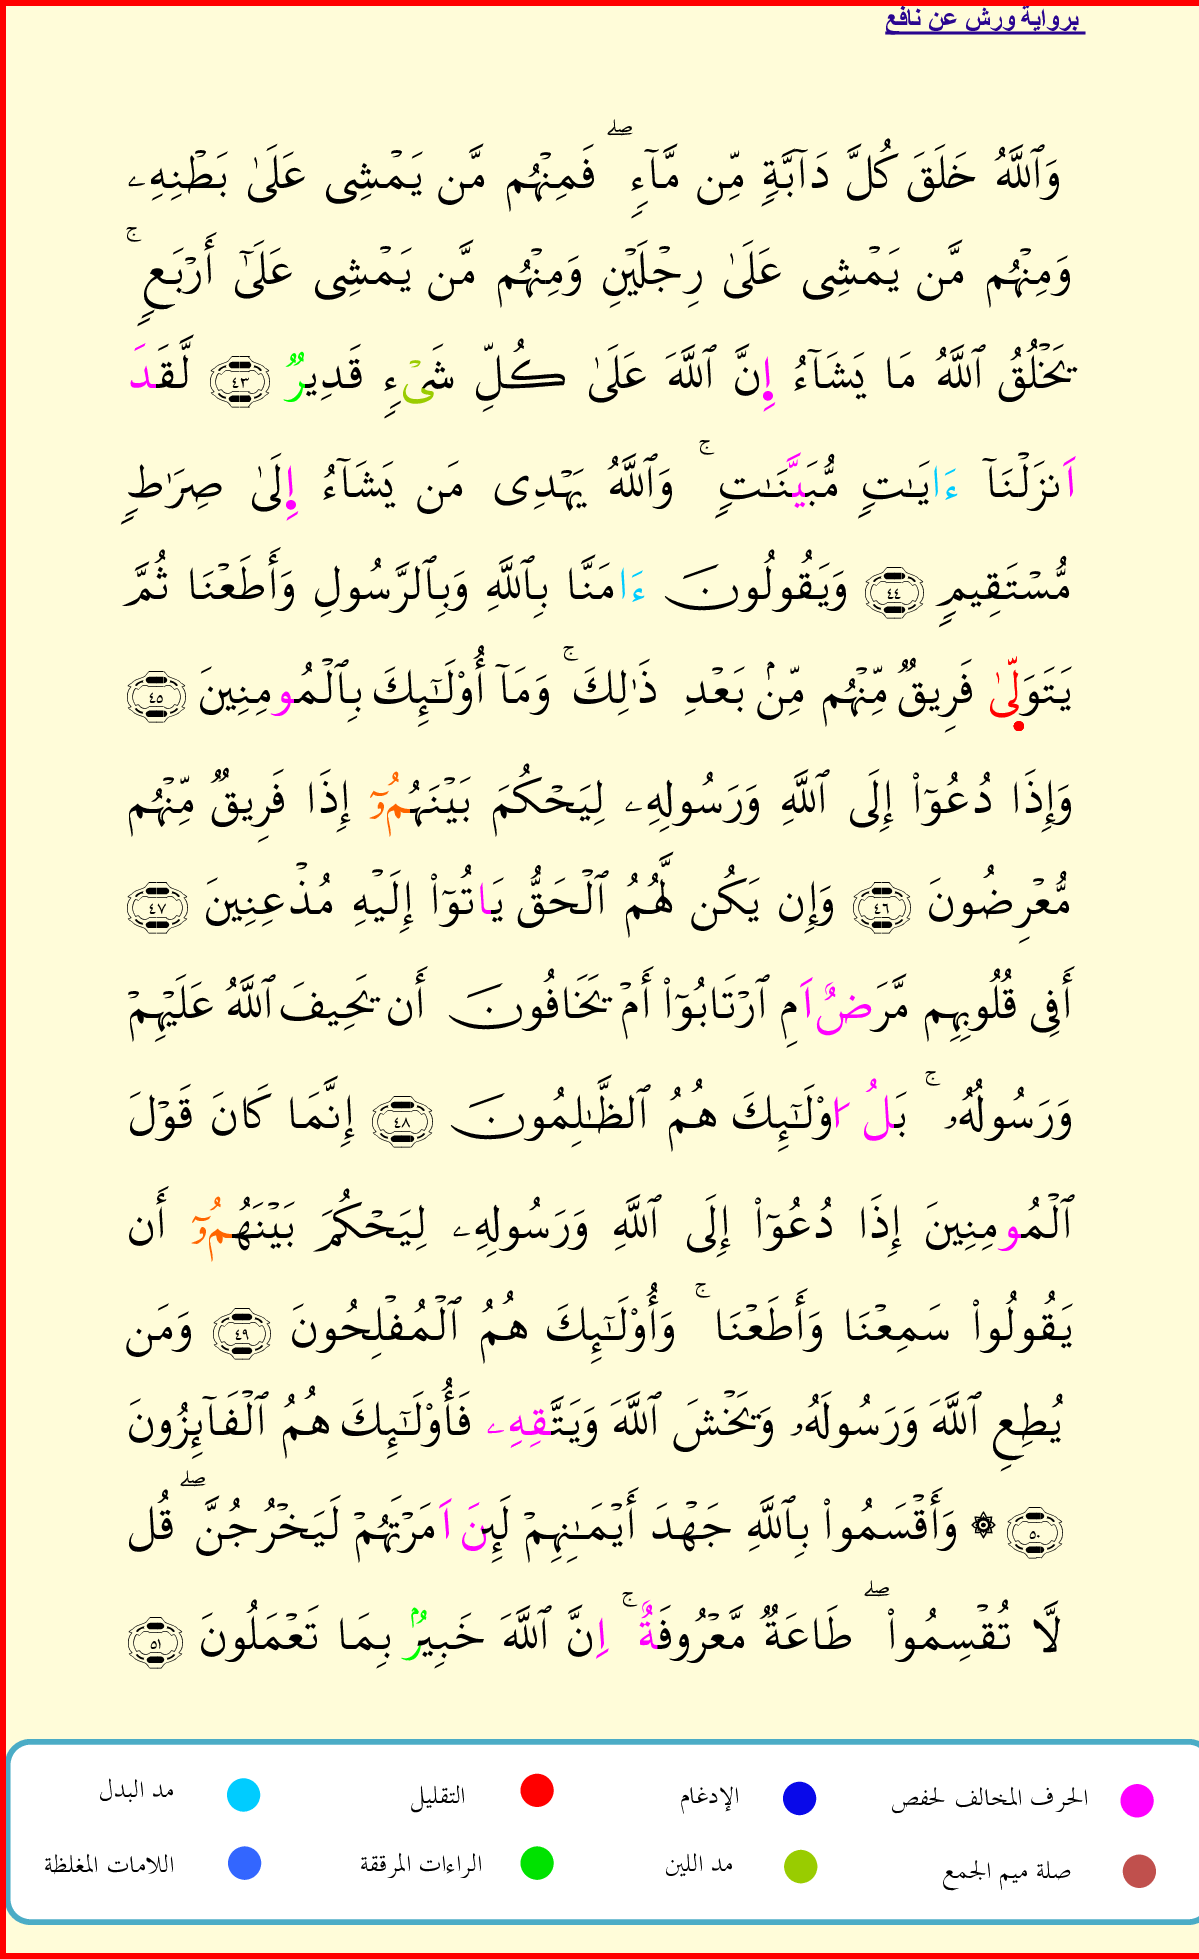 برواية ورش عن نافع
وَٱللَّهُ خَلَقَ كُلَّ دَآبَّةٖ مِّن مَّآءٖۖ فَمِنْهُم مَّن يَمْشِى عَلَىٰ بَطْنِهِۦ
وَمِنْهُم مَّن يَمْشِى عَلَىٰ رِجْلَيْنِ وَمِنْهُم مَّن يَمْشِى عَلَىٰٓ أَرْبَعٖۚ
يَخْلُقُ ٱللَّهُ مَا يَشَآءُ إِنَّ ٱللَّهَ عَلَىٰ كُلِّ شَىْءٖ قَدِيرٞ ٤٣ لَّقَدَ
اَنزَلْنَآ ءَايَٰتٖ مُّبَيَّنَٰتٖۚ وَٱللَّهُ يَهْدِى مَن يَشَآءُ إِلَىٰ صِرَٰطٖ
مُّسْتَقِيمٖ ٤٤ وَيَقُولُونَ ءَامَنَّا بِٱللَّهِ وَبِٱلرَّسُولِ وَأَطَعْنَا ثُمَّ
يَتَوَلّ۪ىٰ فَرِيقٞ مِّنْهُم مِّنۢ بَعْدِ ذَٰلِكَۚ وَمَآ أُوْلَٰٓئِكَ بِٱلْمُومِنِينَ ٤٥
وَإِذَا دُعُوٓاْ إِلَى ٱللَّهِ وَرَسُولِهِۦ لِيَحْكُمَ بَيْنَهُمُوٓ إِذَا فَرِيقٞ مِّنْهُم
مُّعْرِضُونَ ٤٦ وَإِن يَكُن لَّهُمُ ٱلْحَقُّ يَاتُوٓاْ إِلَيْهِ مُذْعِنِينَ ٤٧
أَفِى قُلُوبِهِم مَّرَضٌ اَمِ ٱرْتَابُوٓاْ أَمْ يَخَافُونَ أَن يَحِيفَ ٱللَّهُ عَلَيْهِمْ
وَرَسُولُهُۥۚ بَلُ اوْلَٰٓئِكَ هُمُ ٱلظَّٰلِمُونَ ٤٨ إِنَّمَا كَانَ قَوْلَ
ٱلْمُومِنِينَ إِذَا دُعُوٓاْ إِلَى ٱللَّهِ وَرَسُولِهِۦ لِيَحْكُمَ بَيْنَهُمُوٓ أَن
يَقُولُواْ سَمِعْنَا وَأَطَعْنَاۚ وَأُوْلَٰٓئِكَ هُمُ ٱلْمُفْلِحُونَ ٤٩ وَمَن
يُطِعِ ٱللَّهَ وَرَسُولَهُۥ وَيَخْشَ ٱللَّهَ وَيَتَّقِهِۦ فَأُوْلَٰٓئِكَ هُمُ ٱلْفَآئِزُونَ
٥٠ ۞ وَأَقْسَمُواْ بِٱللَّهِ جَهْدَ أَيْمَٰنِهِمْ لَئِنَ اَمَرْتَهُمْ لَيَخْرُجُنَّۖ قُل
لَّا تُقْسِمُواْۖ طَاعَةٞ مَّعْرُوفَةٌۚ اِنَّ ٱللَّهَ خَبِيرُۢ بِمَا تَعْمَلُونَ ٥١
الحرف المخالف لحفص الإدغام التقليل مد البدل
صلة ميم الجمع مد اللين الراءات المرققة اللامات المغلظة